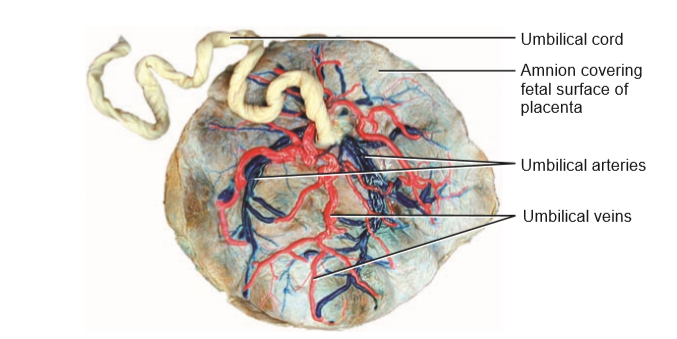 Umbilical cord
Amnion covering
fetal surface of
placenta
Umbilical arteries
Umbilical veins